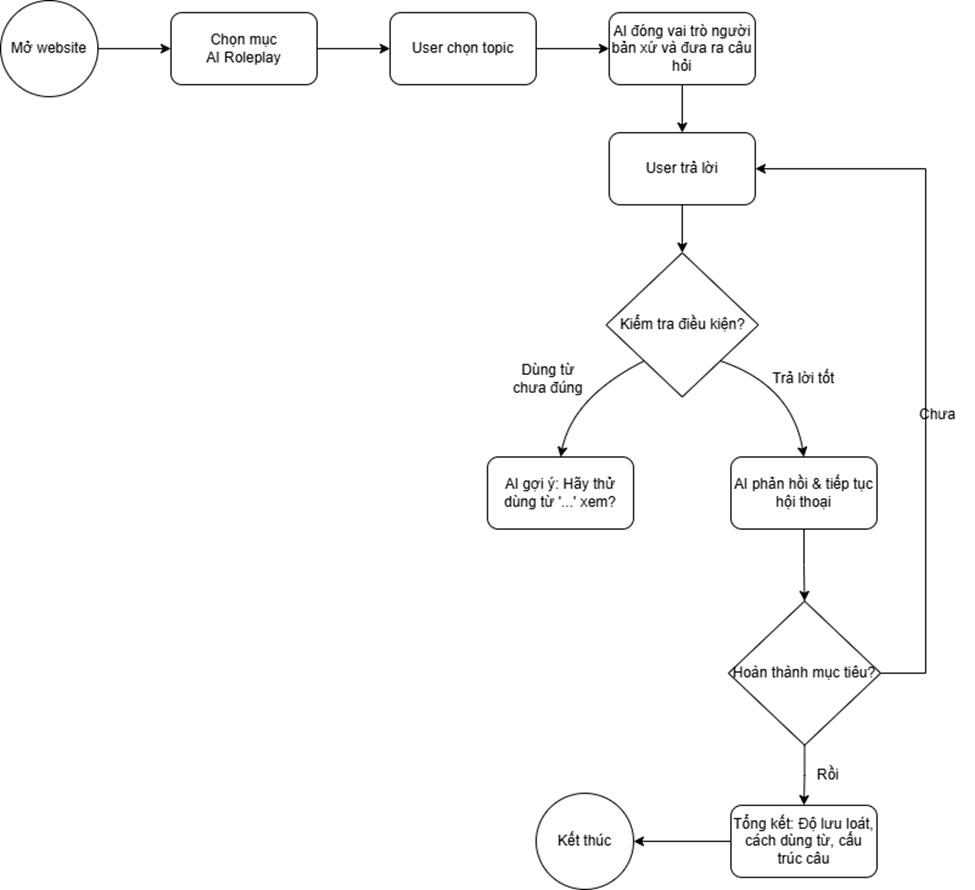 Mở website
Chọn mục
AI Roleplay
User chọn topic
AI đóng vai trò người
bản xứ và đưa ra câu
hỏi
User trả lời
Kiểm tra điều kiện?
Dùng từ
chưa đúng
Trả lời tốt
Chưa
AI gợi ý: Hãy thử
dùng từ '...' xem?
AI phản hồi & tiếp tục
hội thoại
Hoàn thành mục tiêu?
Rồi
Tổng kết: Độ lưu loát,
cách dùng từ, cấu
trúc câu
Kết thúc